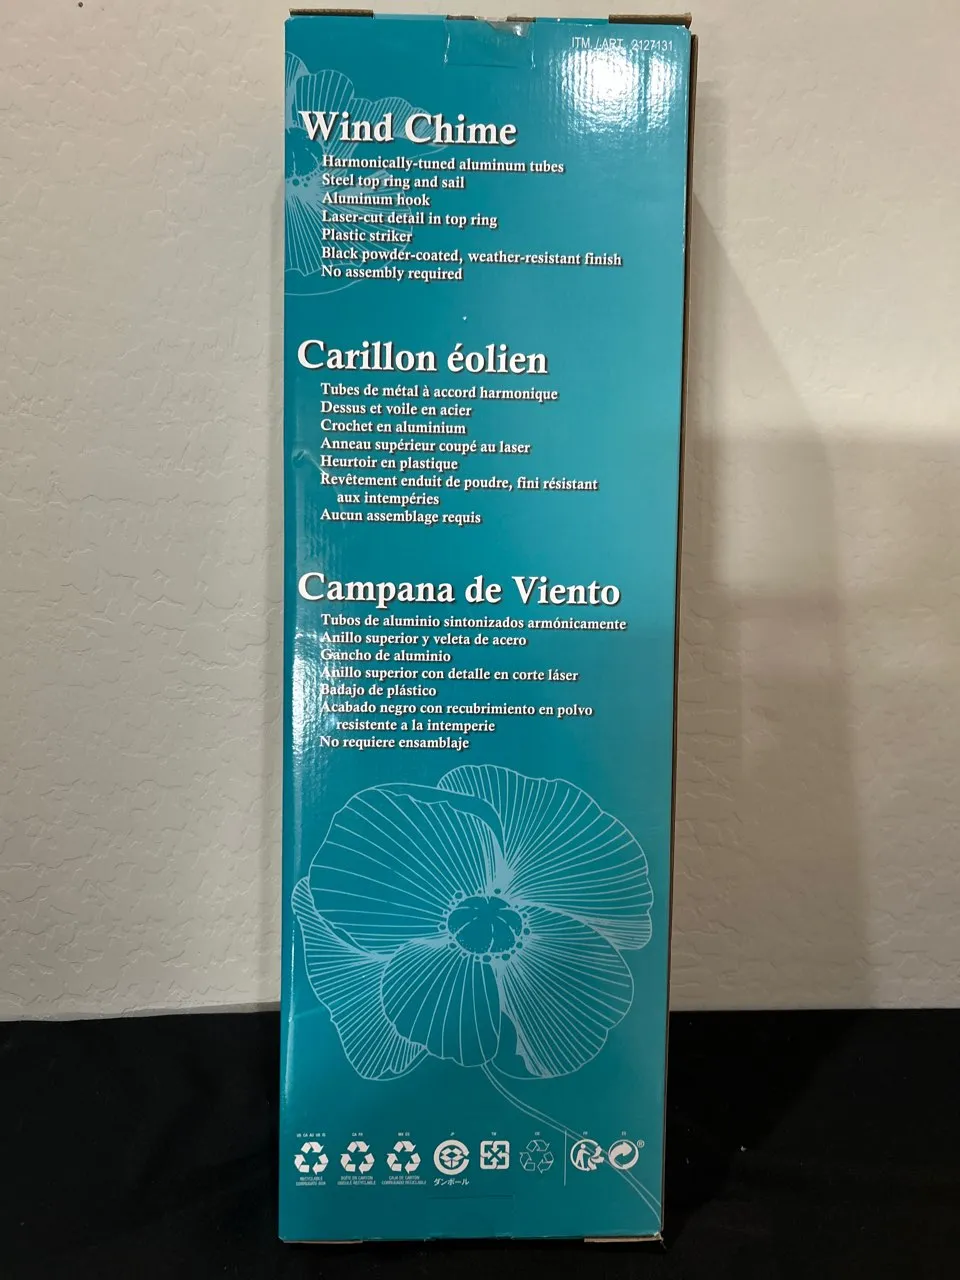 ITM. / ART. 2127131
Wind Chime
Harmonically-tuned aluminum tubes
Steel top ring and sail
Aluminum hook
Laser-cut detail in top ring
Plastic striker
Black powder-coated, weather-resistant finish
No assembly required
Carillon éolien
Tubes de métal à accord harmonique
Dessus et voile en acier
Crochet en aluminium
Anneau supérieur coupé au laser
Heurtoir en plastique
Revêtement enduit de poudre, fini résistant
aux intempéries
Aucun assemblage requis
Campana de Viento
Tubos de aluminio sintonizados armónicamente
Anillo superior y veleta de acero
Gancho de aluminio
Anillo superior con detalle en corte láser
Badajo de plástico
Acabado negro con recubrimiento en polvo
resistente a la intemperie
No requiere ensamblaje
ダンボール